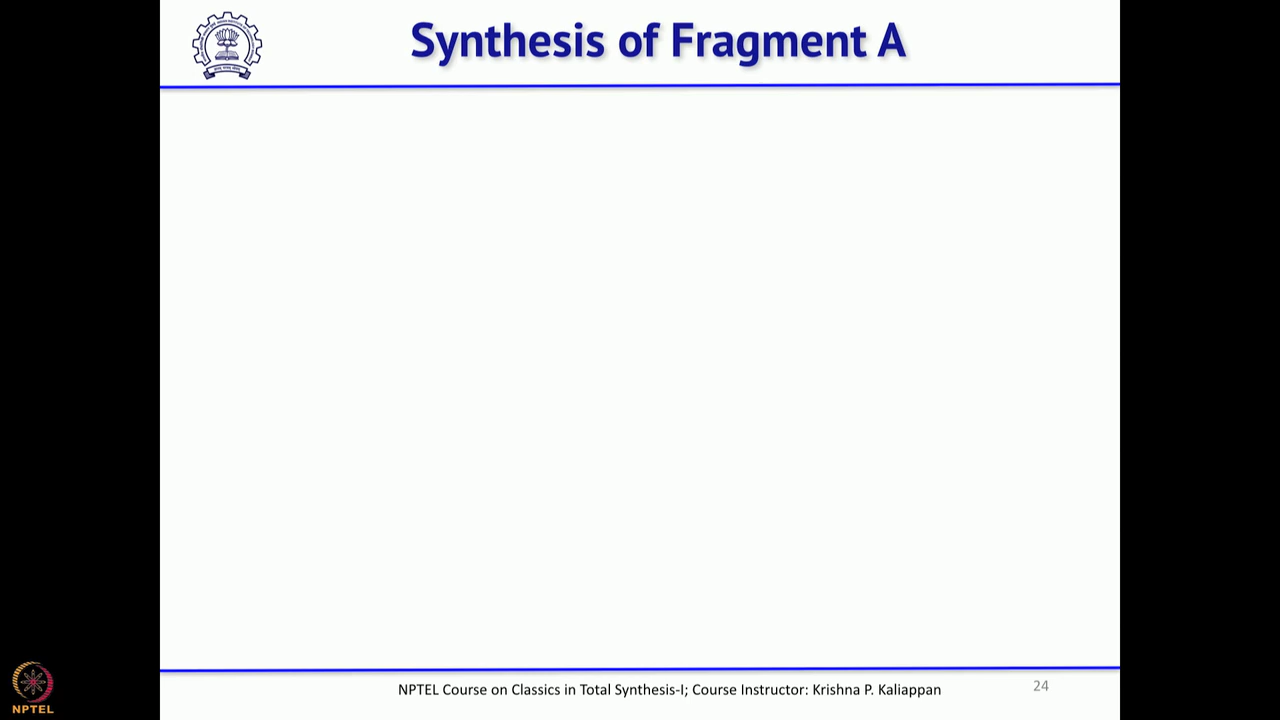 Synthesis of Fragment A
NPTEL Course on Classics in Total Synthesis-I; Course Instructor: Krishna P. Kaliappan
24
NPTEL